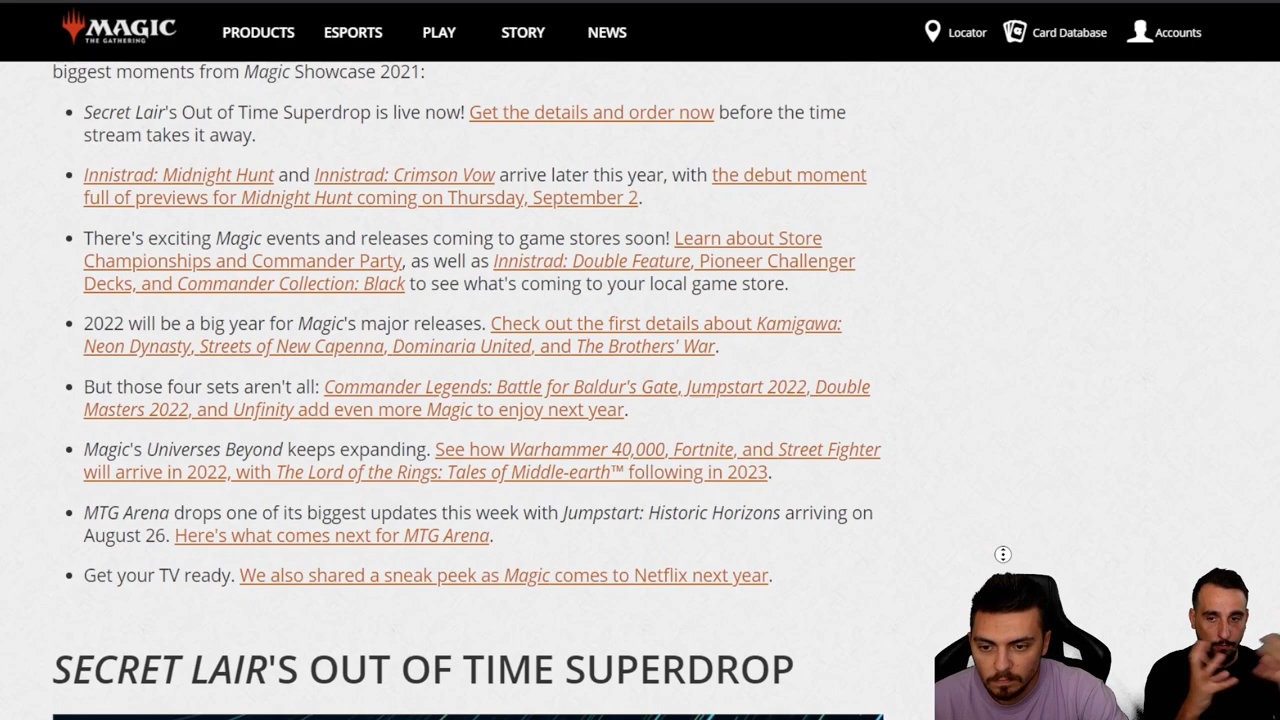 MAGIC
THE GATHERING
PRODUCTS
ESPORTS
PLAY
STORY
NEWS
Locator
Card Database
Accounts
biggest moments from Magic Showcase 2021:
• Secret Lair's Out of Time Superdrop is live now! Get the details and order now before the time
stream takes it away.
• Innistrad: Midnight Hunt and Innistrad: Crimson Vow arrive later this year, with the debut moment
full of previews for Midnight Hunt coming on Thursday, September 2.
• There's exciting Magic events and releases coming to game stores soon! Learn about Store
Championships and Commander Party, as well as Innistrad: Double Feature, Pioneer Challenger
Decks, and Commander Collection: Black to see what's coming to your local game store.
• 2022 will be a big year for Magic's major releases. Check out the first details about Kamigawa:
Neon Dynasty, Streets of New Capenna, Dominaria United, and The Brothers' War.
• But those four sets aren't all: Commander Legends: Battle for Baldur's Gate, Jumpstart 2022, Double
Masters 2022, and Unfinity add even more Magic to enjoy next year.
• Magic's Universes Beyond keeps expanding. See how Warhammer 40,000, Fortnite, and Street Fighter
will arrive in 2022, with The Lord of the Rings: Tales of Middle-earth™ following in 2023.
• MTG Arena drops one of its biggest updates this week with Jumpstart: Historic Horizons arriving on
August 26. Here's what comes next for MTG Arena.
• Get your TV ready. We also shared a sneak peek as Magic comes to Netflix next year.
SECRET LAIR'S OUT OF TIME SUPERDROP